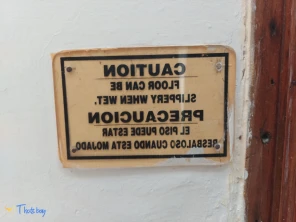 CAUTION
FLOOR CAN BE
SLIPPERY WHEN WET.
PRECAUCION
EL PISO PUEDE ESTAR
RESBALOSO CUANDO ESTA MOJADO